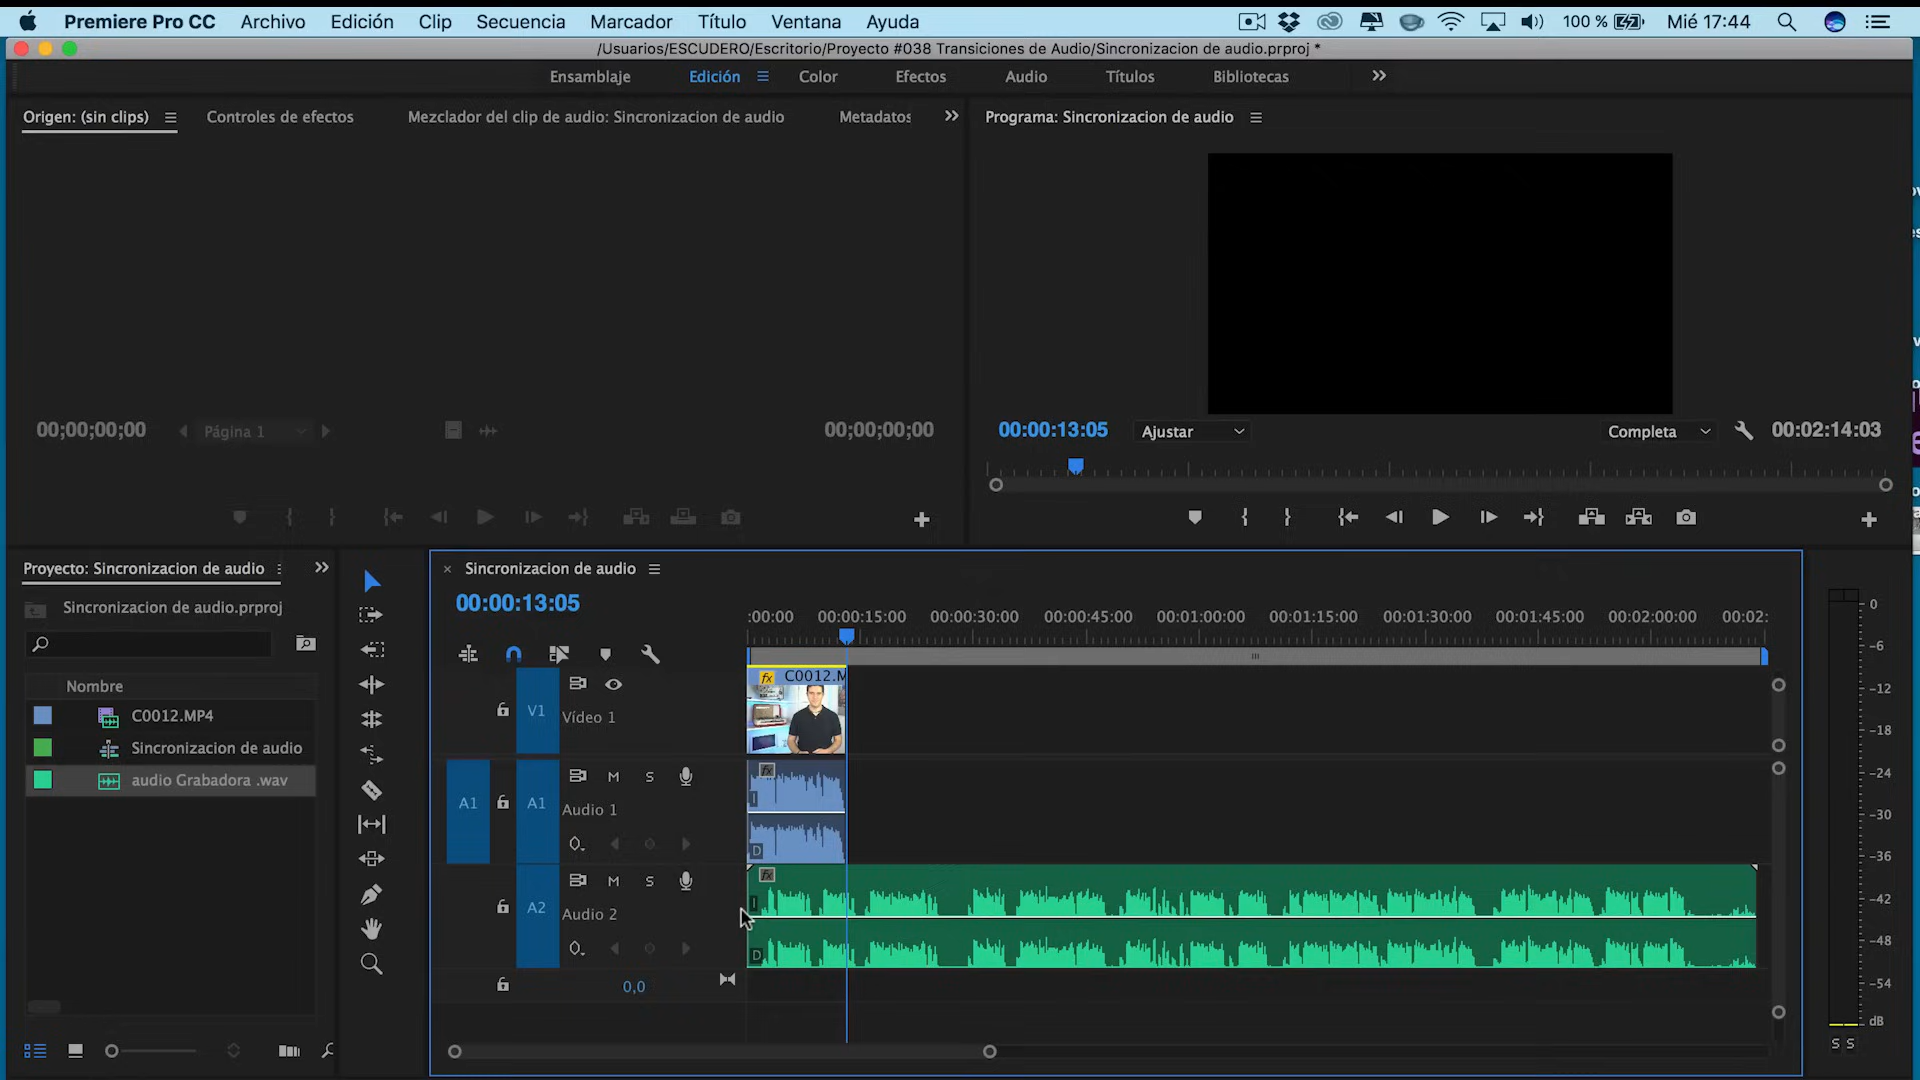 Premiere Pro CC Archivo Edición Clip Secuencia Marcador Título Ventana Ayuda 100 % Mié 17:44
/Usuarios/ESCUDERO/Escritorio/Proyecto #038 Transiciones de Audio/Sincronizacion de audio.prproj *
Ensamblaje Edición Color Efectos Audio Títulos Bibliotecas
Origen: (sin clips) Controles de efectos Mezclador del clip de audio: Sincronizacion de audio Metadatos
Programa: Sincronizacion de audio
00;00;00;00 Página 1 00;00;00;00
00:00:13:05 Ajustar Completa 00:02:14:03
Proyecto: Sincronizacion de audio
Sincronizacion de audio.prproj
Nombre
C0012.MP4
Sincronizacion de audio
audio Grabadora .wav
Sincronizacion de audio
00:00:13:05
:00:00 00:00:15:00 00:00:30:00 00:00:45:00 00:01:00:00 00:01:15:00 00:01:30:00 00:01:45:00 00:02:00:00 00:02:
fx C0012.M
V1 Vídeo 1
A1 A1 M S
Audio 1
fx
I
D
A2 M S
Audio 2
fx
I
D
0,0
0
-6
-12
-18
-24
-30
-36
-42
-48
-54
dB
S S